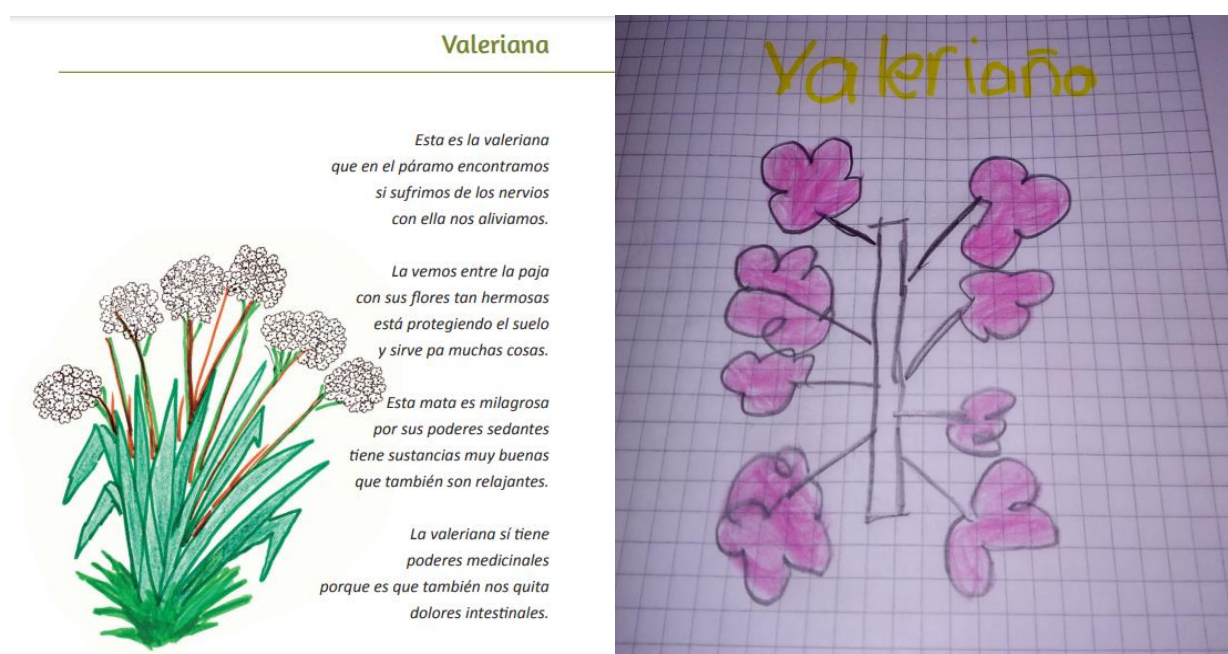 Valeriana
Esta es la valeriana
que en el páramo encontramos
si sufrimos de los nervios
con ella nos aliviamos.
La vemos entre la paja
con sus flores tan hermosas
está protegiendo el suelo
y sirve pa muchas cosas.
Esta mata es milagrosa
por sus poderes sedantes
tiene sustancias muy buenas
que también son relajantes.
La valeriana sí tiene
poderes medicinales
porque es que también nos quita
dolores intestinales.
Valeriaña